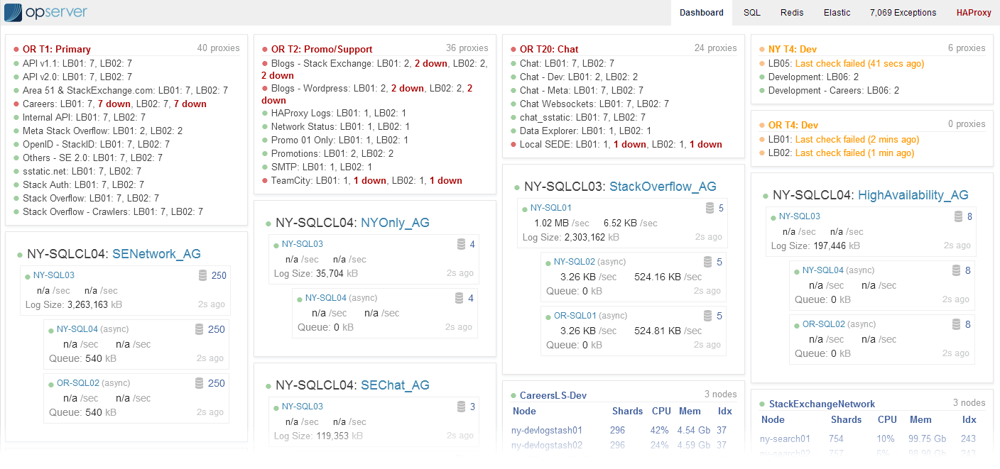 opserver
Dashboard SQL Redis Elastic 7,069 Exceptions HAProxy
OR T1: Primary 40 proxies
API v1.1: LB01: 7, LB02: 7
API v2.0: LB01: 7, LB02: 7
Area 51 & StackExchange.com: LB01: 7, LB02: 7
Careers: LB01: 7, 7 down, LB02: 7, 7 down
Internal API: LB01: 7, LB02: 7
Meta Stack Overflow: LB01: 2, LB02: 2
OpenID - StackID: LB01: 7, LB02: 7
Others - SE 2.0: LB01: 7, LB02: 7
sstatic.net: LB01: 7, LB02: 7
Stack Auth: LB01: 7, LB02: 7
Stack Overflow: LB01: 7, LB02: 7
Stack Overflow - Crawlers: LB01: 7, LB02: 7
NY-SQLCL04: SENetwork_AG
NY-SQL03 250
n/a /sec n/a /sec
Log Size: 3,263,163 kB 2s ago
NY-SQL04 (async) 250
n/a /sec n/a /sec
Queue: 540 kB 2s ago
OR-SQL02 (async) 250
n/a /sec n/a /sec
Queue: 540 kB 2s ago
OR T2: Promo/Support 36 proxies
Blogs - Stack Exchange: LB01: 2, 2 down, LB02: 2,
2 down
Blogs - Wordpress: LB01: 2, 2 down, LB02: 2, 2
down
HAProxy Logs: LB01: 1, LB02: 1
Network Status: LB01: 1, LB02: 1
Promo 01 Only: LB01: 1, LB02: 1
Promotions: LB01: 2, LB02: 2
SMTP: LB01: 1, LB02: 1
TeamCity: LB01: 1, 1 down, LB02: 1, 1 down
NY-SQLCL04: NYOnly_AG
NY-SQL03 4
n/a /sec n/a /sec
Log Size: 35,704 kB 2s ago
NY-SQL04 (async) 4
n/a /sec n/a /sec
Queue: 0 kB 2s ago
NY-SQLCL04: SEChat_AG
NY-SQL03 3
n/a /sec n/a /sec
Log Size: 119,353 kB 2s ago
OR T20: Chat 24 proxies
Chat: LB01: 7, LB02: 7
Chat - Dev: LB01: 2, LB02: 2
Chat - Meta: LB01: 7, LB02: 7
Chat Websockets: LB01: 7, LB02: 7
chat_sstatic: LB01: 7, LB02: 7
Data Explorer: LB01: 1, LB02: 1
Local SEDE: LB01: 1, 1 down, LB02: 1, 1 down
NY-SQLCL03: StackOverflow_AG
NY-SQL01 5
1.02 MB /sec 6.52 KB /sec
Log Size: 2,303,162 kB 2s ago
NY-SQL02 (async) 5
3.26 KB /sec 524.16 KB /sec
Queue: 0 kB 2s ago
OR-SQL01 (async) 5
3.26 KB /sec 524.81 KB /sec
Queue: 0 kB 2s ago
CareersLS-Dev 3 nodes
Node Shards CPU Mem Idx
ny-devlogstash01 296 42% 4.54 Gb 37
ny-devlogstash02 296 24% 4.59 Gb 37
NY T4: Dev 6 proxies
LB05: Last check failed (41 secs ago)
Development: LB06: 2
Development - Careers: LB06: 2
OR T4: Dev 0 proxies
LB01: Last check failed (2 mins ago)
LB02: Last check failed (1 min ago)
NY-SQLCL04: HighAvailability_AG
NY-SQL03 8
n/a /sec n/a /sec
Log Size: 197,446 kB 2s ago
NY-SQL04 (async) 8
n/a /sec n/a /sec
Queue: 0 kB 2s ago
OR-SQL02 (async) 8
n/a /sec n/a /sec
Queue: 0 kB 2s ago
StackExchangeNetwork 3 nodes
Node Shards CPU Mem Idx
ny-search01 754 10% 99.75 Gb 243
ny-search02 757 6% 98.90 Gb 243